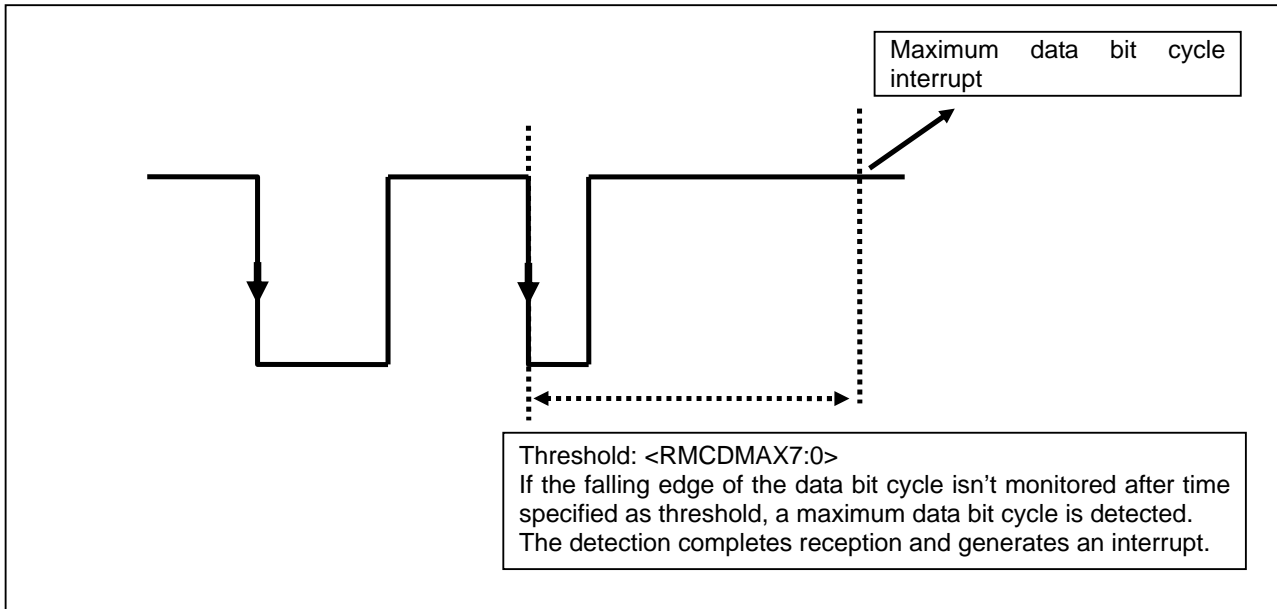 Maximum data bit cycle
interrupt
Threshold: <RMCDMAX7:0>
If the falling edge of the data bit cycle isn't monitored after time
specified as threshold, a maximum data bit cycle is detected.
The detection completes reception and generates an interrupt.